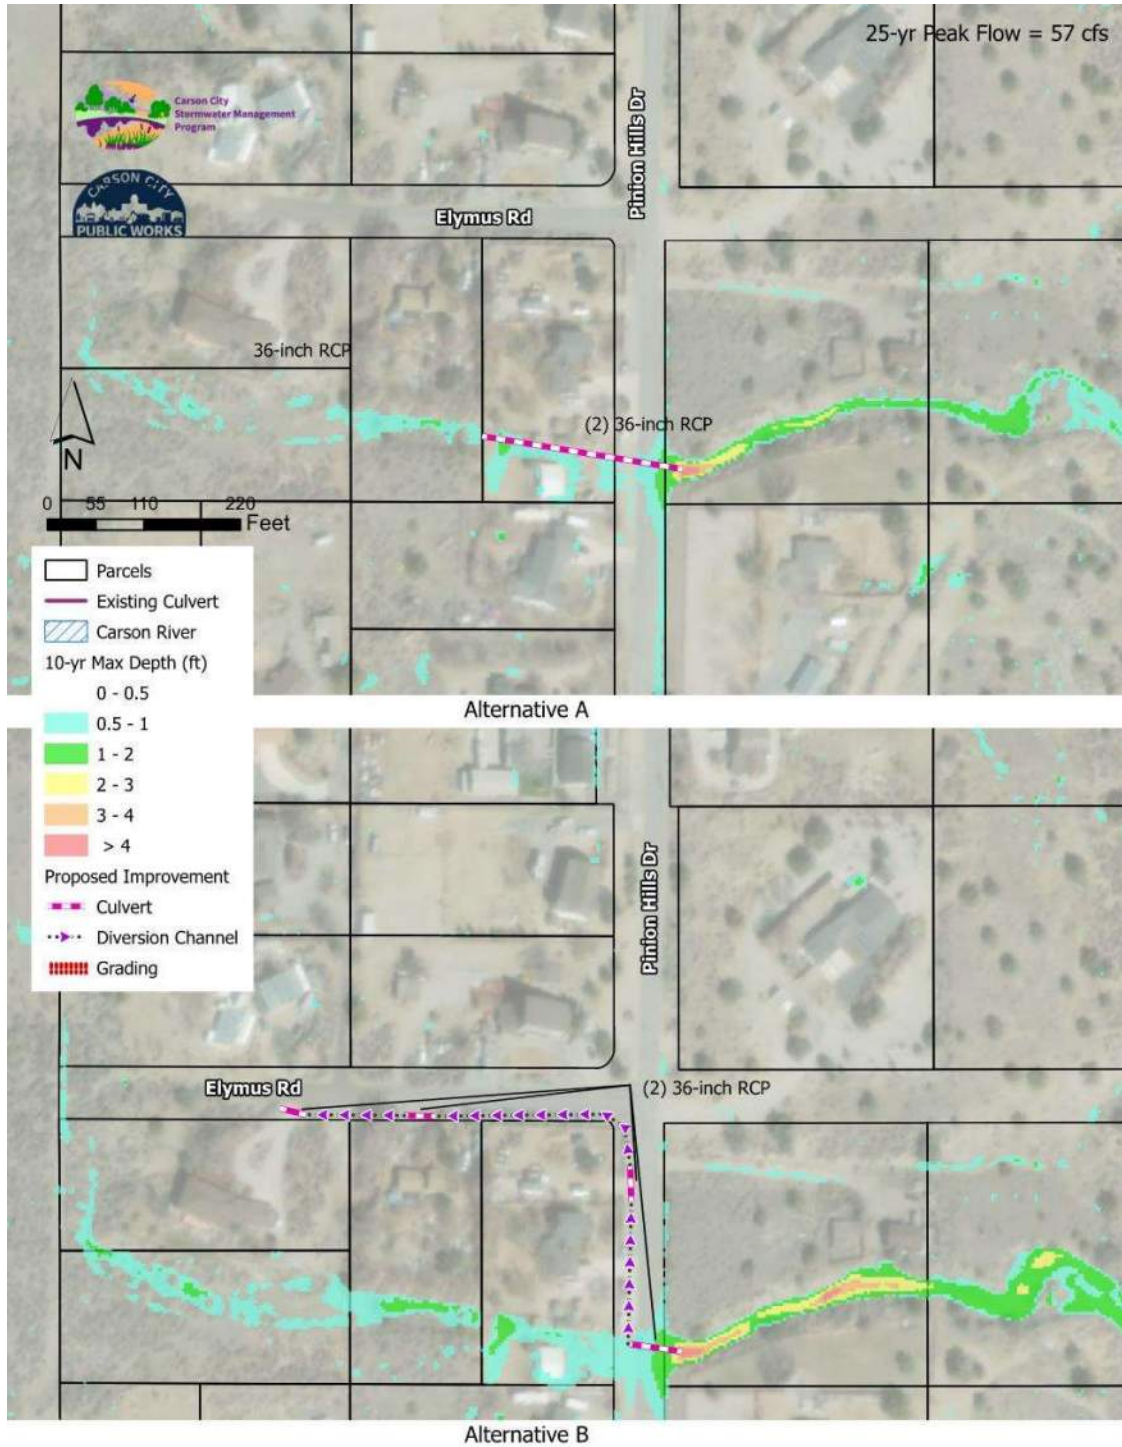 25-yr Peak Flow = 57 cfs
Carson City
Stormwater Management
Program
CARSON CITY
PUBLIC WORKS
Pinion Hills Dr
Elymus Rd
36-inch RCP
(2) 36-inch RCP
N
0 55 110 220
Feet
Parcels
Existing Culvert
Carson River
10-yr Max Depth (ft)
0 - 0.5
0.5 - 1
1 - 2
2 - 3
3 - 4
> 4
Proposed Improvement
Culvert
Diversion Channel
Grading
Alternative A
Pinion Hills Dr
Elymus Rd
(2) 36-inch RCP
Alternative B